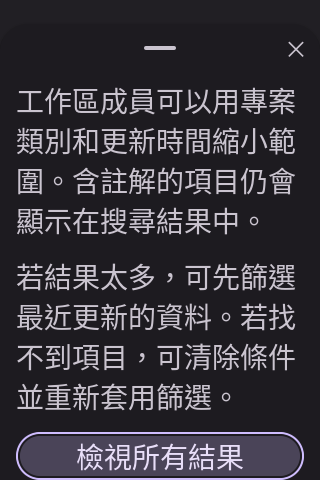 工作區成員可以用專案
類別和更新時間縮小範
圍。含註解的項目仍會
顯示在搜尋結果中。
若結果太多，可先篩選
最近更新的資料。若找
不到項目，可清除條件
並重新套用篩選。
檢視所有結果